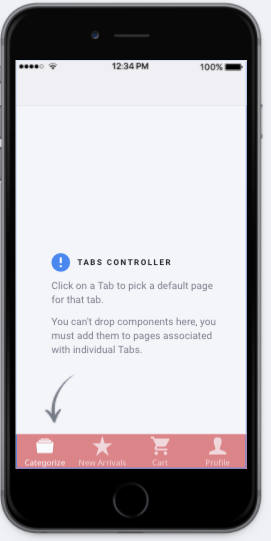 12:34 PM 100%
TABS CONTROLLER
Click on a Tab to pick a default page
for that tab.
You can't drop components here, you
must add them to pages associated
with individual Tabs.
Categorize New Arrivals Cart Profile